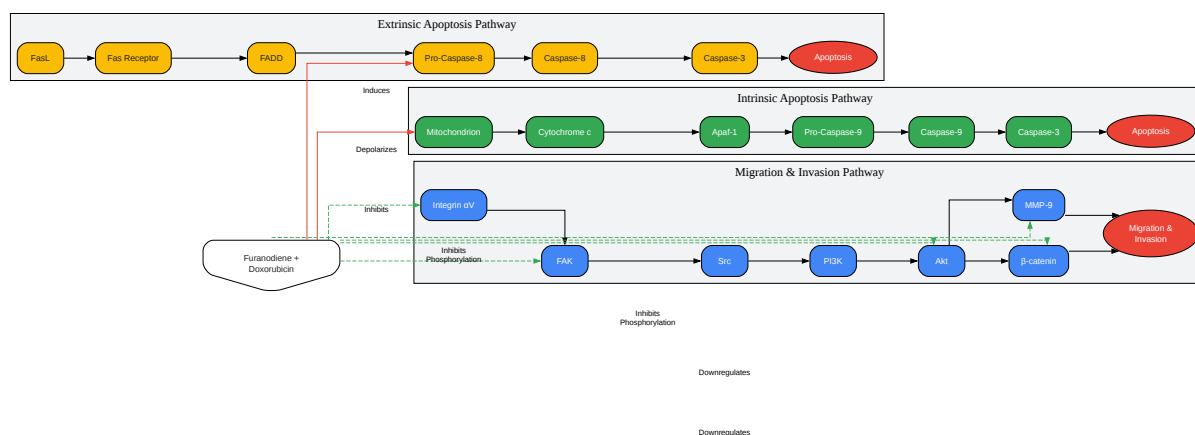 Extrinsic Apoptosis Pathway
FasL
Fas Receptor
FADD
Pro-Caspase-8
Caspase-8
Caspase-3
Apoptosis
Induces
Intrinsic Apoptosis Pathway
Mitochondrion
Cytochrome c
Apaf-1
Pro-Caspase-9
Caspase-9
Caspase-3
Apoptosis
Depolarizes
Migration & Invasion Pathway
Integrin αV
MMP-9
Inhibits
Migration &
Invasion
Inhibits
Phosphorylation
Furanodiene +
Doxorubicin
FAK
Src
PI3K
Akt
β-catenin
Inhibits
Phosphorylation
Downregulates
Downregulates